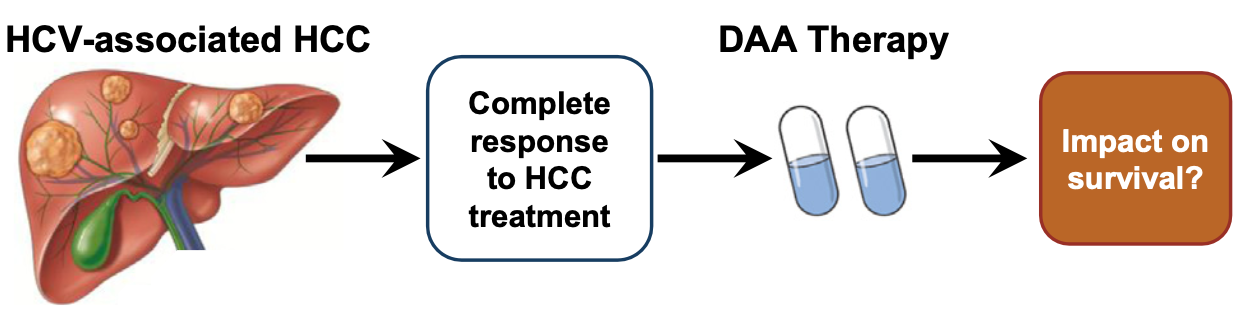 HCV-associated HCC
DAA Therapy
Complete
response
to HCC
treatment
Impact on
survival?